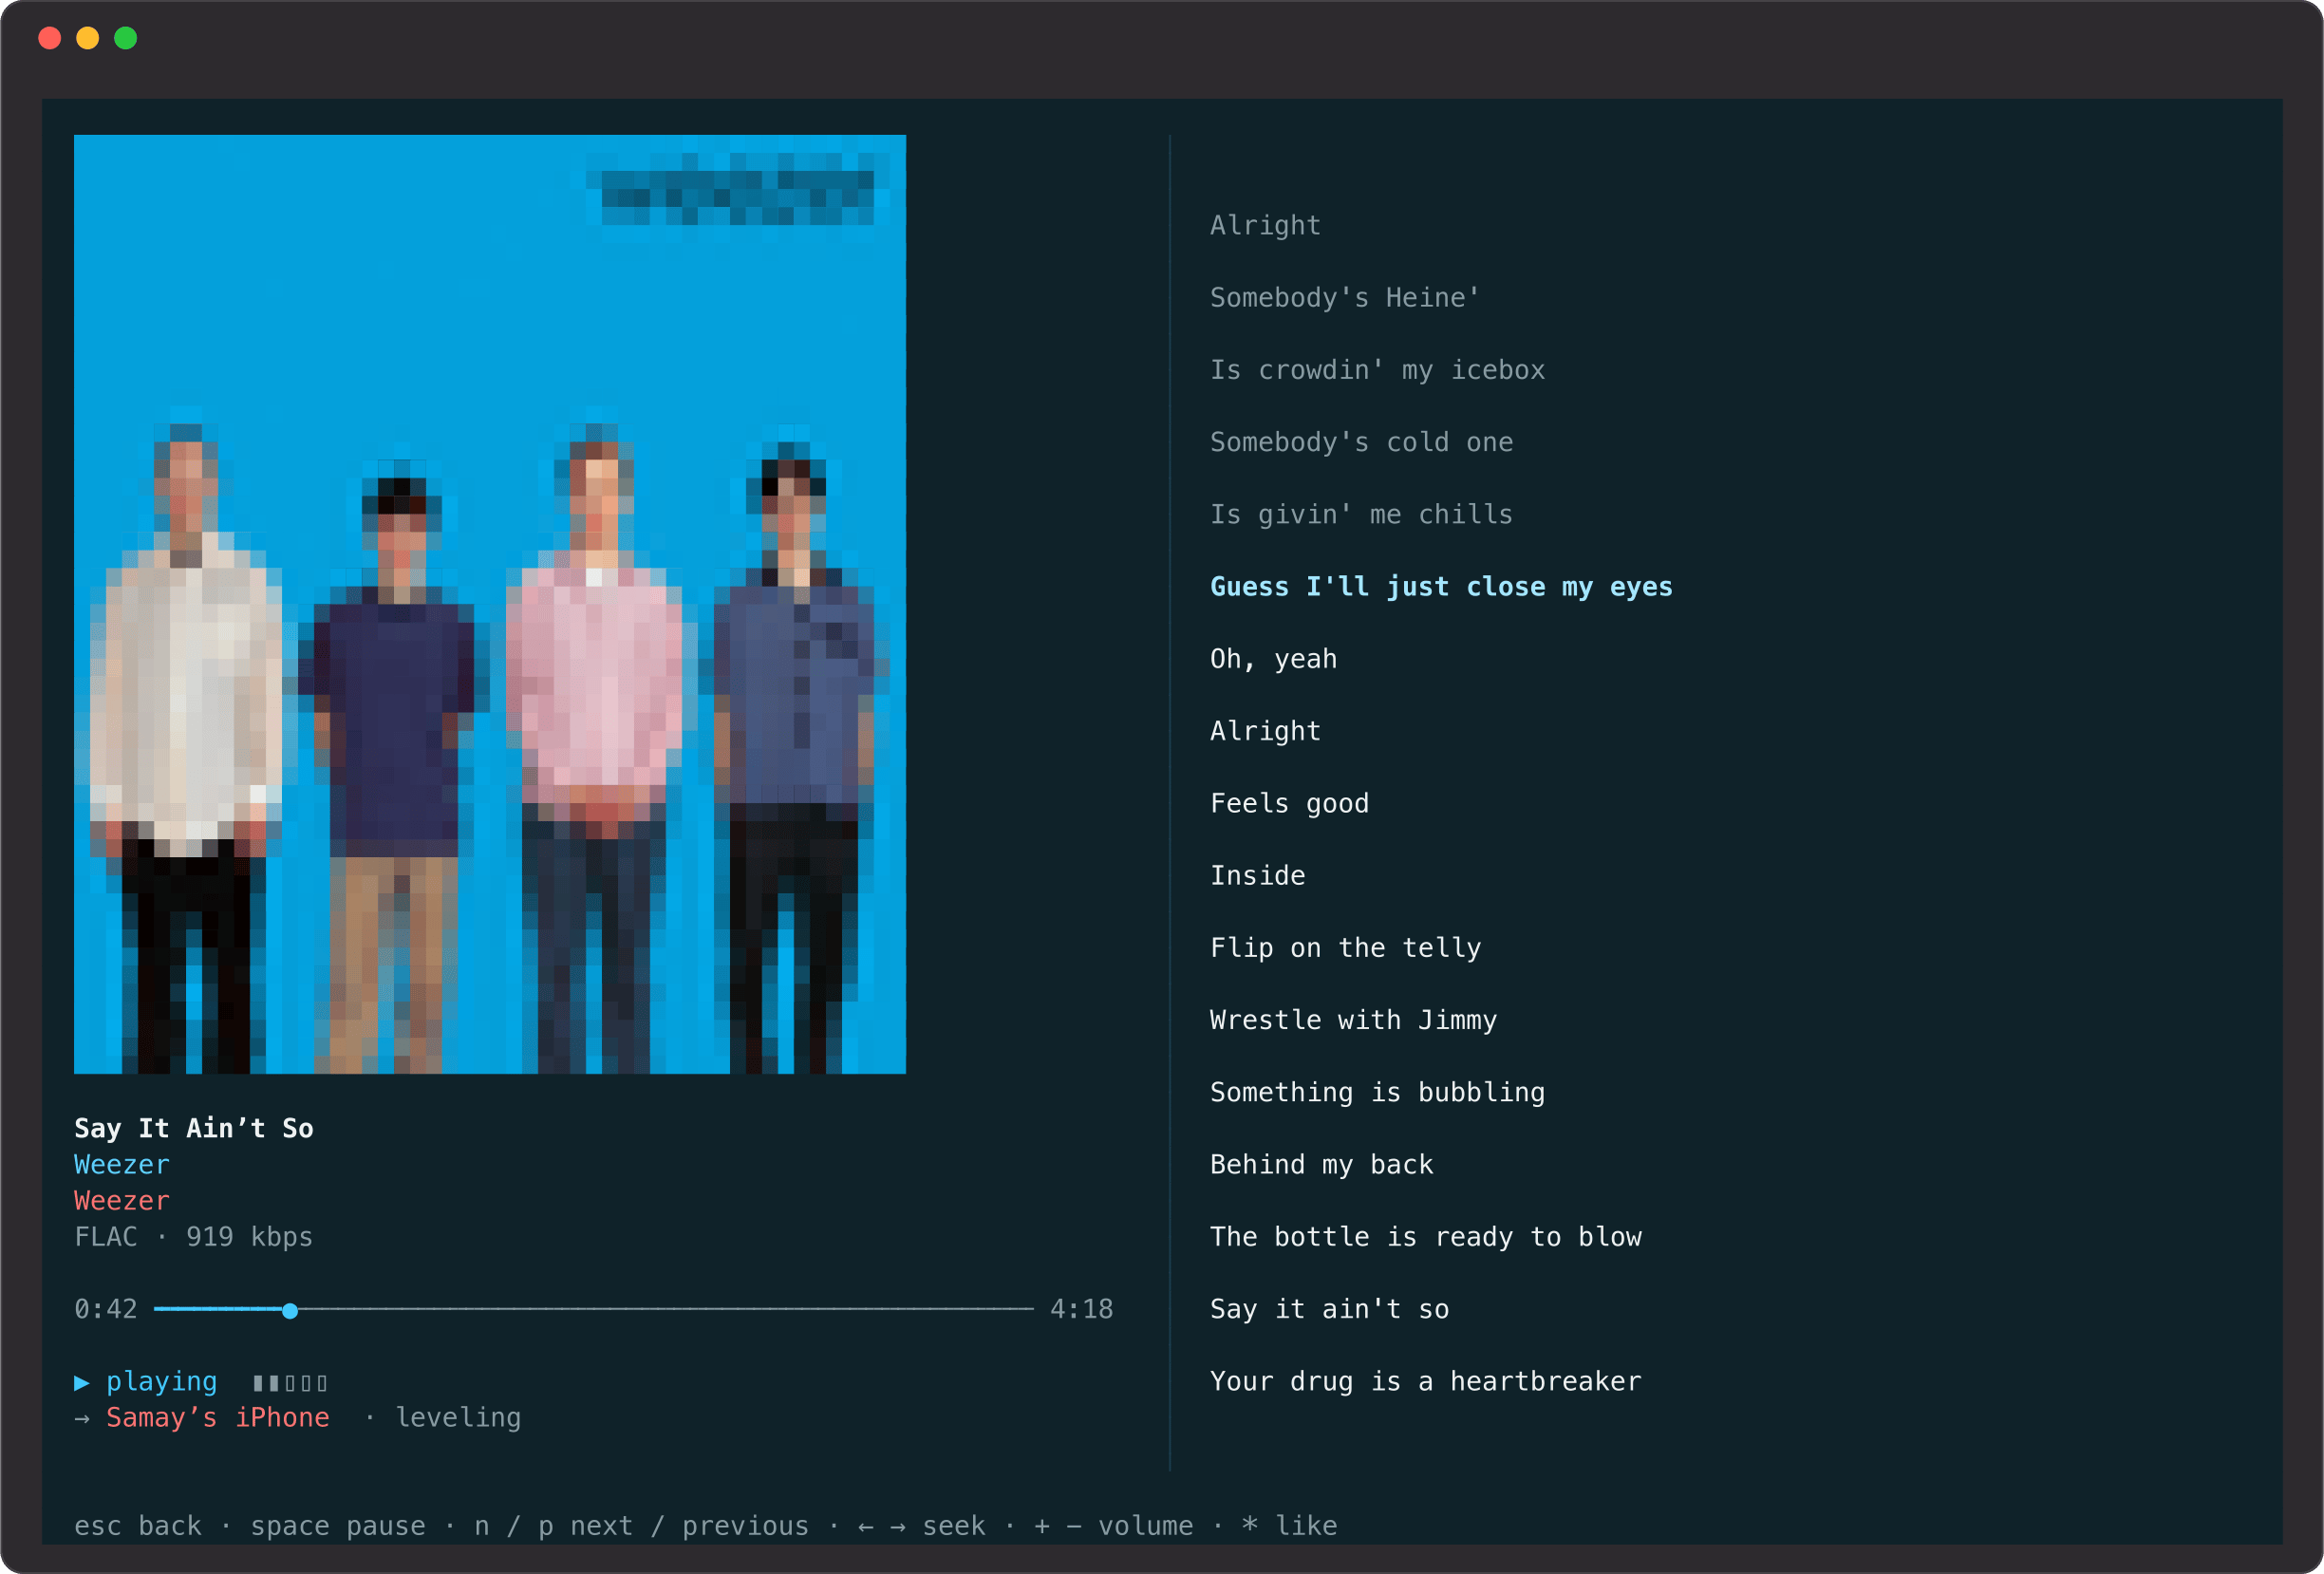 Say It Ain’t So
Weezer
Weezer
FLAC · 919 kbps
0:42 4:18
▶ playing ▮▮▯▯▯
→ Samay’s iPhone · leveling
Alright
Somebody's Heine'
Is crowdin' my icebox
Somebody's cold one
Is givin' me chills
Guess I'll just close my eyes
Oh, yeah
Alright
Feels good
Inside
Flip on the telly
Wrestle with Jimmy
Something is bubbling
Behind my back
The bottle is ready to blow
Say it ain't so
Your drug is a heartbreaker
esc back · space pause · n / p next / previous · ← → seek · + − volume · * like